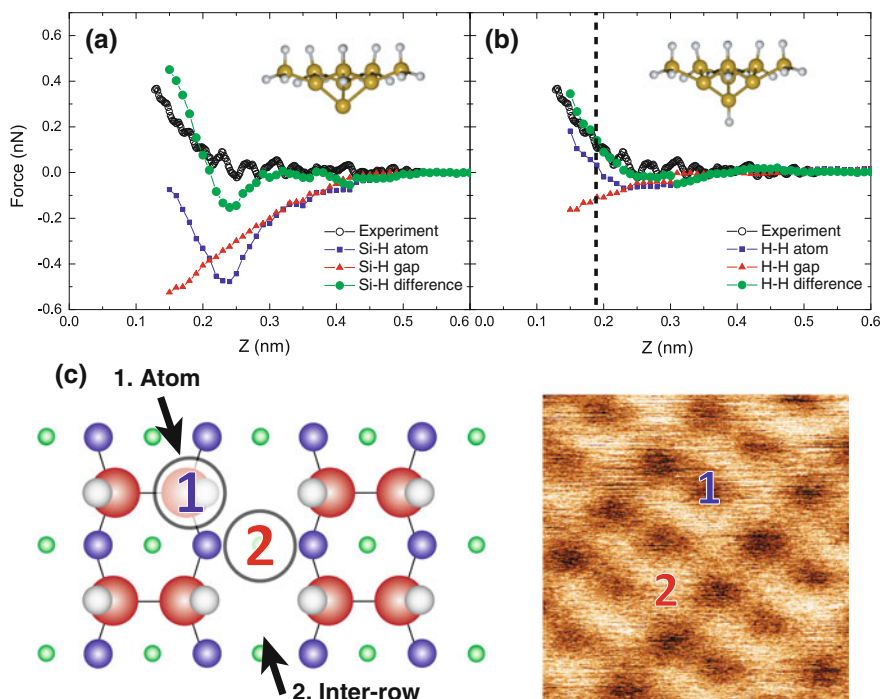 (a)
(b)
Force (nN)
0.6
0.4
0.2
0.0
-0.2
-0.4
-0.6
Experiment
Si-H atom
Si-H gap
Si-H difference
Experiment
H-H atom
H-H gap
H-H difference
0.0 0.1 0.2 0.3 0.4 0.5 0.6
0.0 0.1 0.2 0.3 0.4 0.5 0.6
Z (nm)
Z (nm)
(c)
1. Atom
1
2
2. Inter-row
1
2